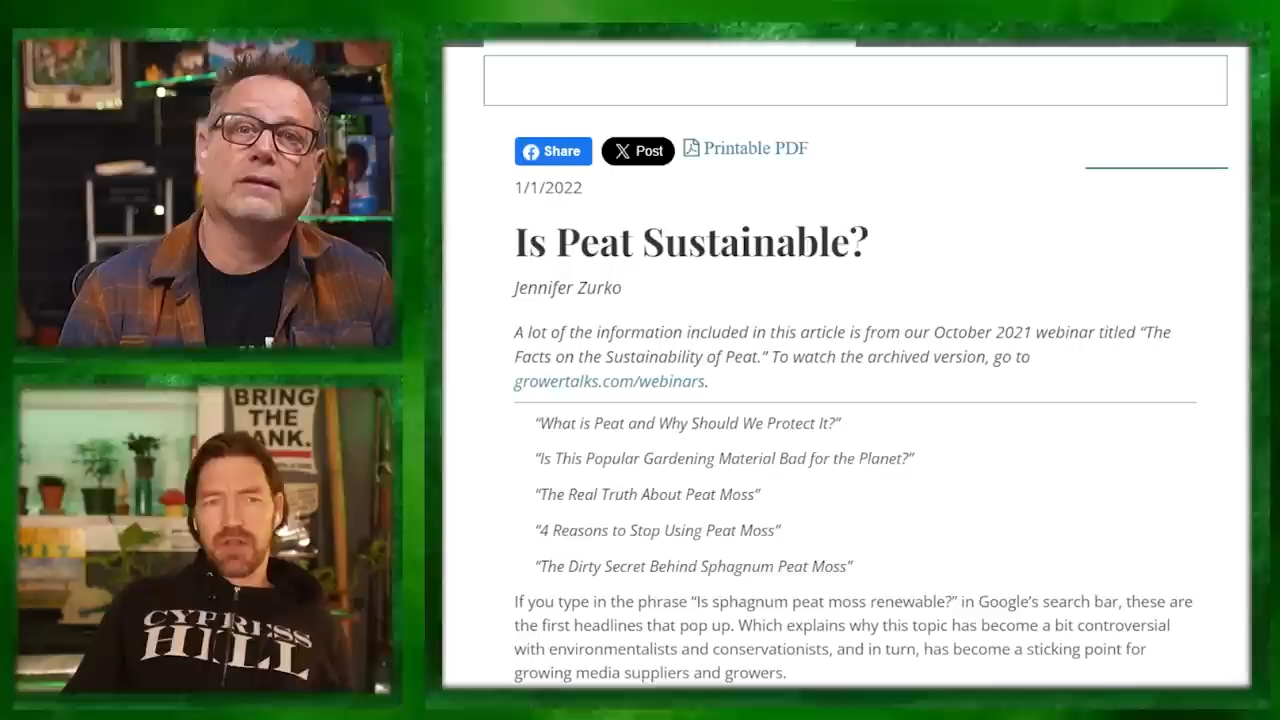 BRING
THE
CYPRESS
HILL
Share
Post
Printable PDF
1/1/2022
Is Peat Sustainable?
Jennifer Zurko
A lot of the information included in this article is from our October 2021 webinar titled “The
Facts on the Sustainability of Peat.” To watch the archived version, go to
growertalks.com/webinars.
“What is Peat and Why Should We Protect It?”
“Is This Popular Gardening Material Bad for the Planet?”
“The Real Truth About Peat Moss”
“4 Reasons to Stop Using Peat Moss”
“The Dirty Secret Behind Sphagnum Peat Moss”
If you type in the phrase “Is sphagnum peat moss renewable?” in Google’s search bar, these are
the first headlines that pop up. Which explains why this topic has become a bit controversial
with environmentalists and conservationists, and in turn, has become a sticking point for
growing media suppliers and growers.